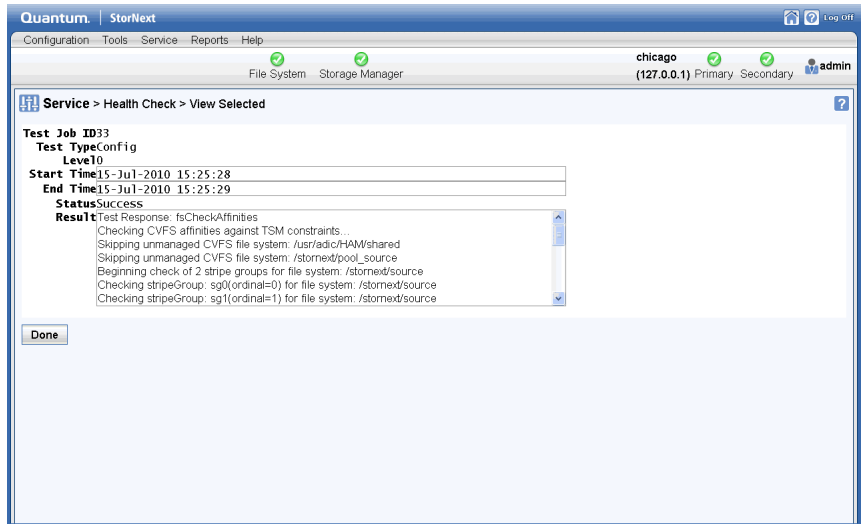 Quantum. StorNext Log Off
Configuration Tools Service Reports Help
File System Storage Manager
chicago
(127.0.0.1) Primary Secondary admin
Service > Health Check > View Selected
Test Job ID33
Test TypeConfig
Level0
Start Time15-Jul-2010 15:25:28
End Time15-Jul-2010 15:25:29
StatusSuccess
ResultTest Response: fsCheckAffinities
Checking CVFS affinities against TSM constraints...
Skipping unmanaged CVFS file system: /usr/adic/HAM/shared
Skipping unmanaged CVFS file system: /stornext/pool_source
Beginning check of 2 stripe groups for file system: /stornext/source
Checking stripeGroup: sg0(ordinal=0) for file system: /stornext/source
Checking stripeGroup: sg1(ordinal=1) for file system: /stornext/source
Done